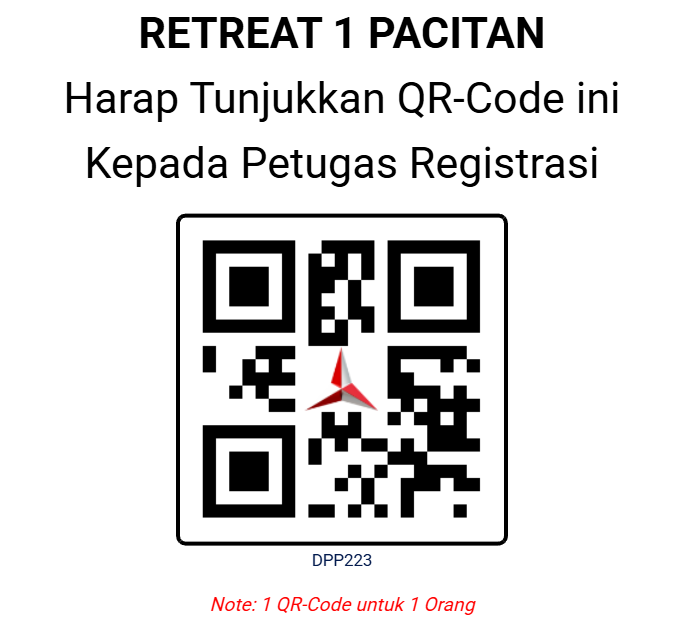 RETREAT 1 PACITAN
Harap Tunjukkan QR-Code ini
Kepada Petugas Registrasi
DPP223
Note: 1 QR-Code untuk 1 Orang